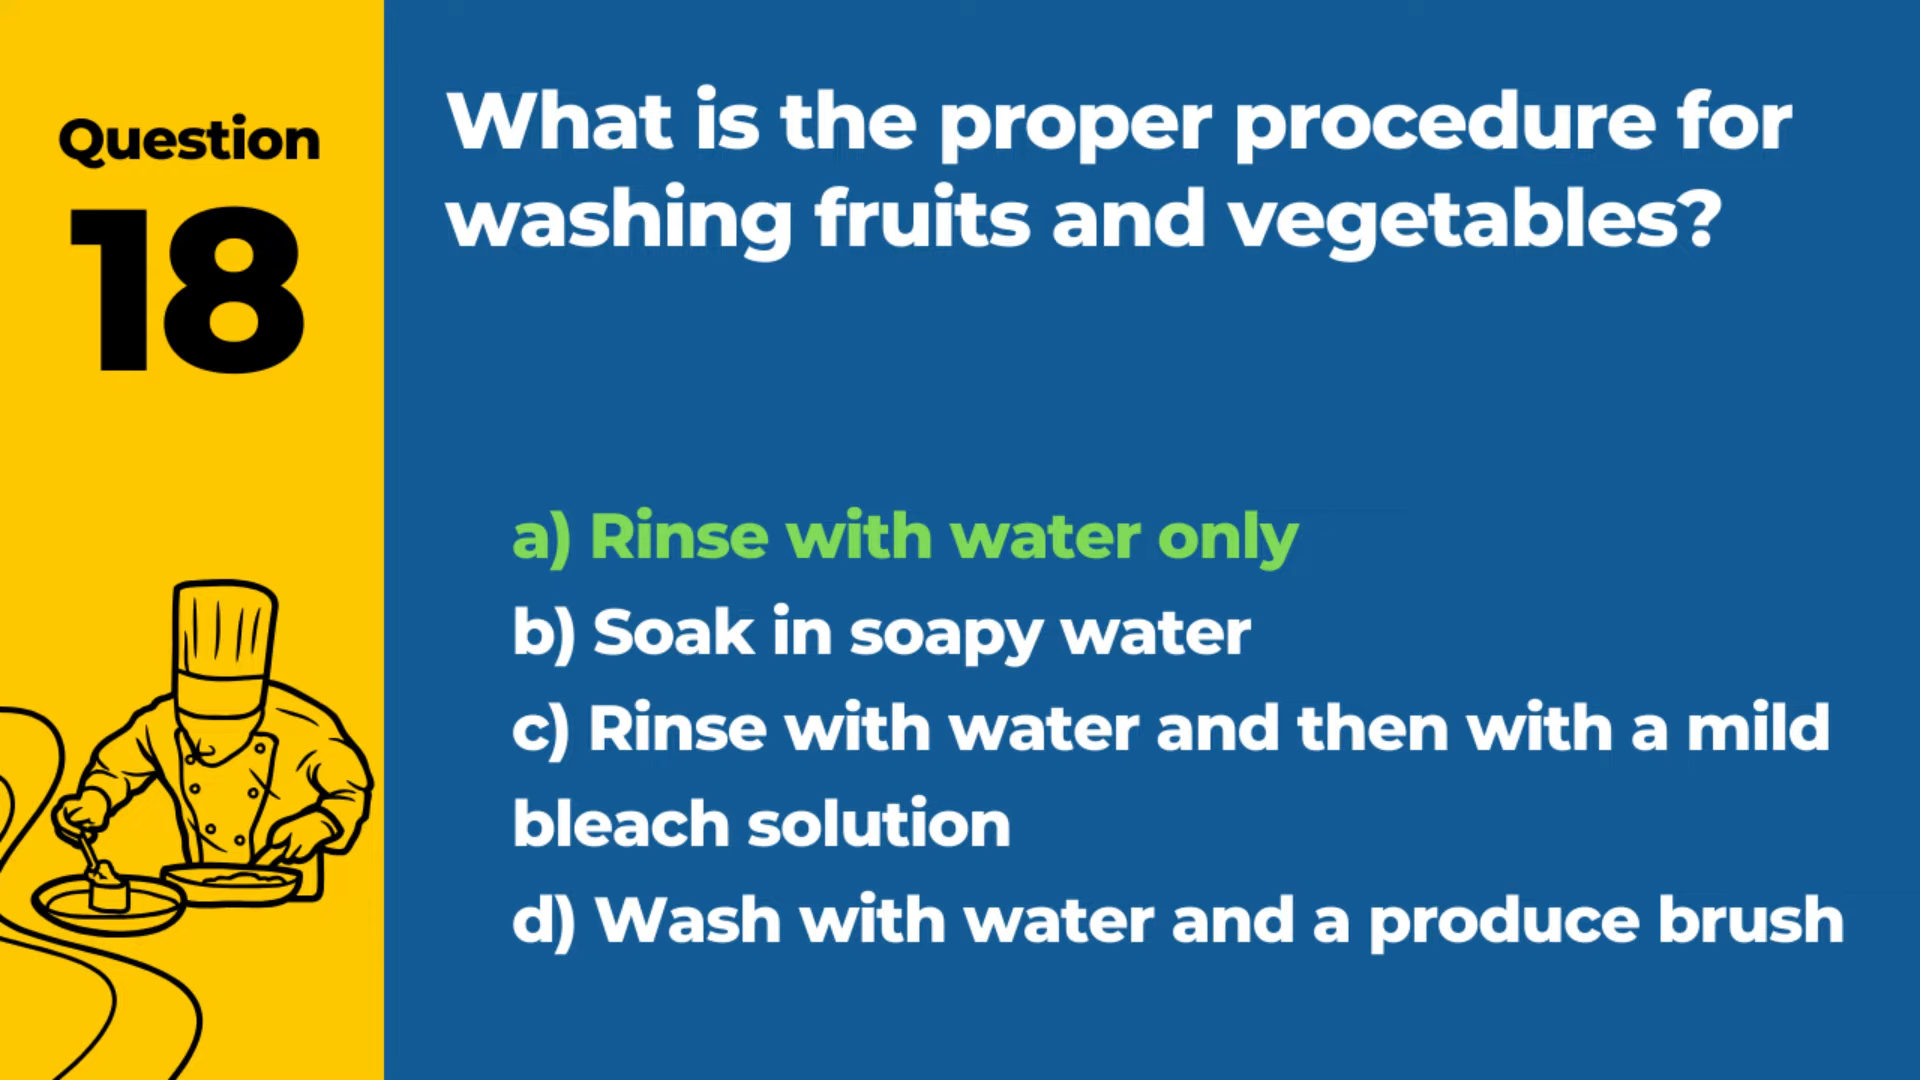 Question
18
What is the proper procedure for
washing fruits and vegetables?
a) Rinse with water only
b) Soak in soapy water
c) Rinse with water and then with a mild
bleach solution
d) Wash with water and a produce brush